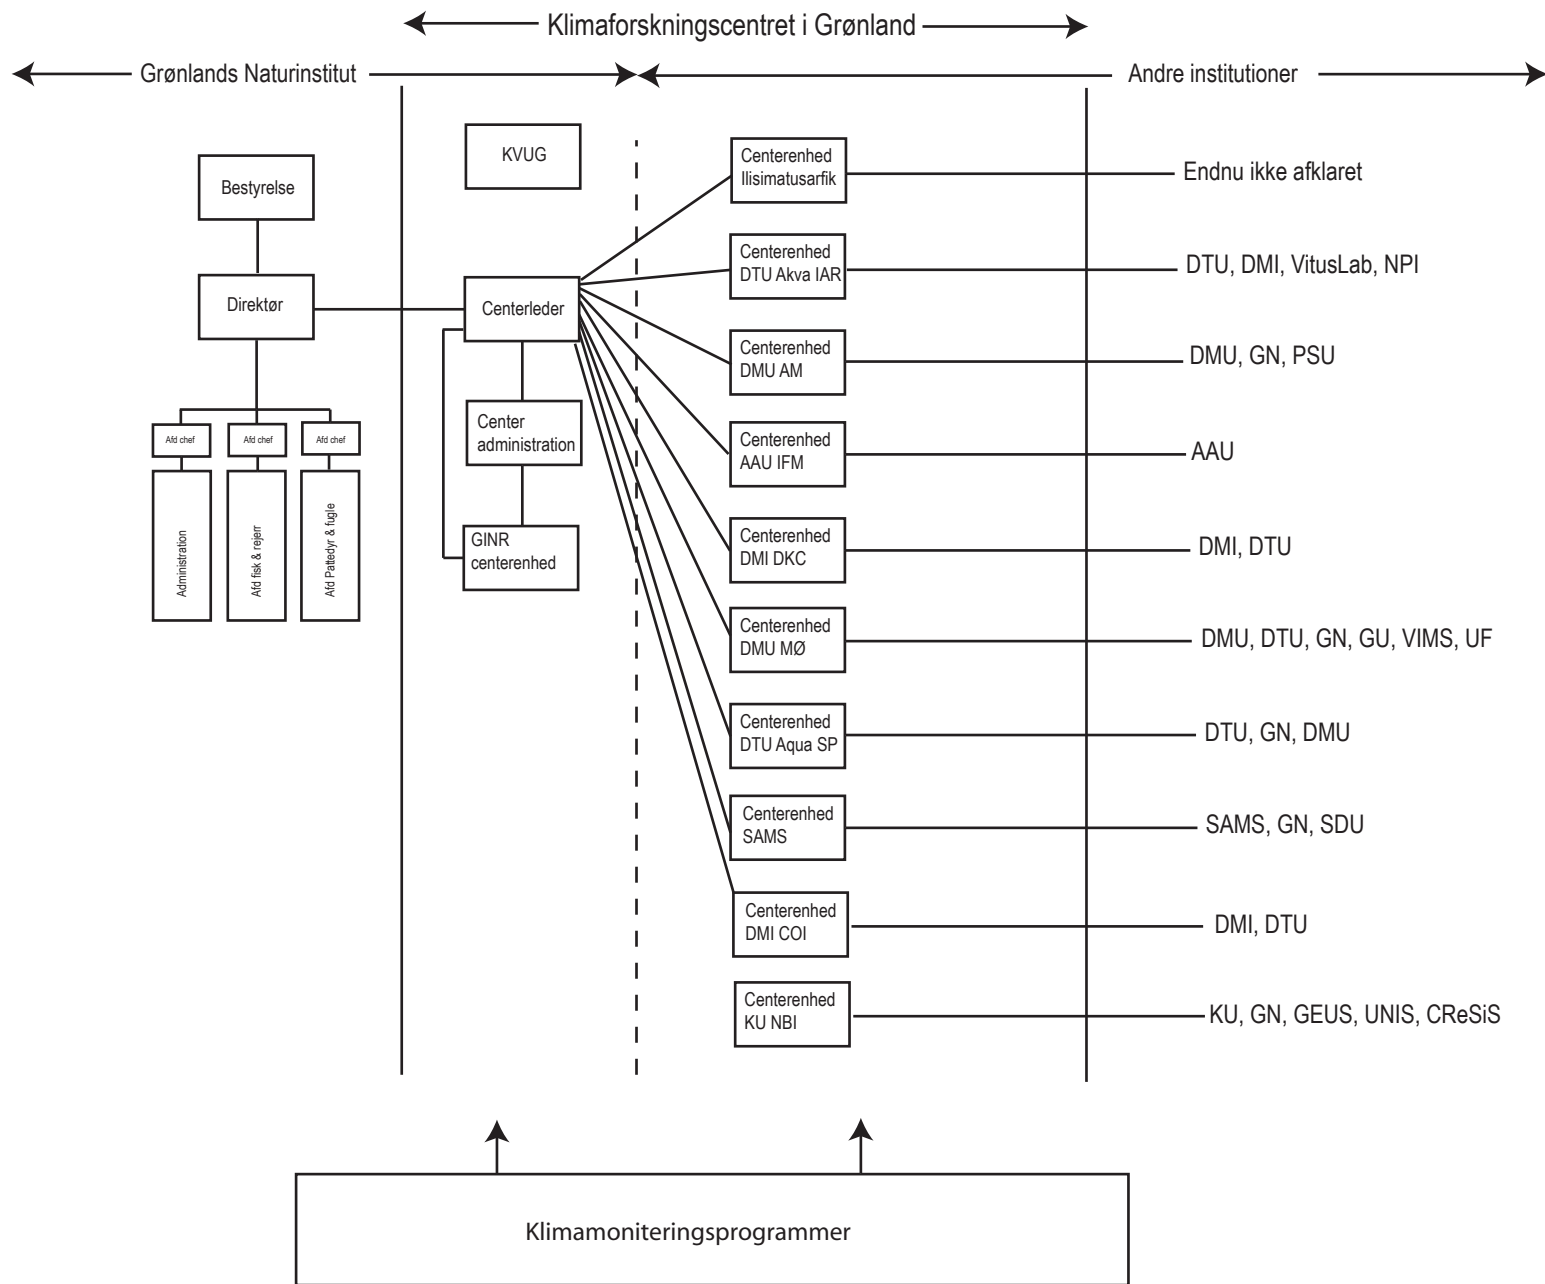 Klimaforskningscentret i Grønland
Grønlands Naturinstitut
Andre institutioner
KVUG
Bestyrelse
Direktør
Centerleder
Center
administration
GINR
centerenhed
Afd chef
Afd chef
Afd chef
Administration
Afd fisk & rejerr
Afd Pattedyr & fugle
Centerenhed
Ilisimatusarfik
Endnu ikke afklaret
Centerenhed
DTU Akva IAR
DTU, DMI, VitusLab, NPI
Centerenhed
DMU AM
DMU, GN, PSU
Centerenhed
AAU IFM
AAU
Centerenhed
DMI DKC
DMI, DTU
Centerenhed
DMU MØ
DMU, DTU, GN, GU, VIMS, UF
Centerenhed
DTU Aqua SP
DTU, GN, DMU
Centerenhed
SAMS
SAMS, GN, SDU
Centerenhed
DMI COI
DMI, DTU
Centerenhed
KU NBI
KU, GN, GEUS, UNIS, CReSiS
Klimamoniteringsprogrammer